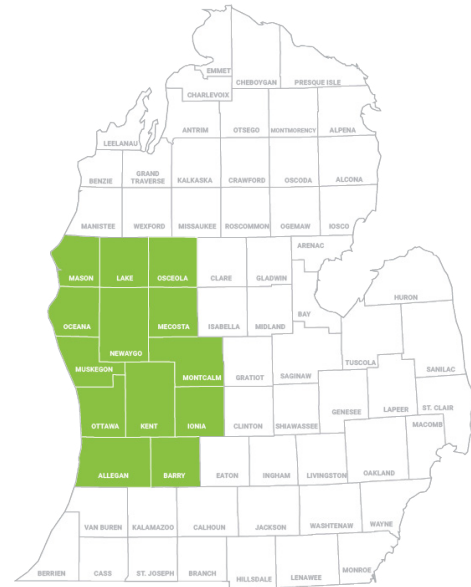 EMMET
CHEBOYGAN
PRESQUE ISLE
CHARLEVOIX
ANTRIM
OTSEGO
MONTMORENCY
ALPENA
LEELANAU
BENZIE
GRAND
TRAVERSE
KALKASKA
CRAWFORD
OSCODA
ALCONA
MANISTEE
WEXFORD
MISSAUKEE
ROSCOMMON
OGEMAW
IOSCO
ARENAC
MASON
LAKE
OSCEOLA
CLARE
GLADWIN
HURON
BAY
OCEANA
MECOSTA
ISABELLA
MIDLAND
NEWAYGO
TUSCOLA
SANILAC
MUSKEGON
MONTCALM
GRATIOT
SAGINAW
GENESEE
LAPEER
ST. CLAIR
MACOMB
OTTAWA
KENT
IONIA
CLINTON
SHIAWASSEE
ALLEGAN
BARRY
EATON
INGHAM
LIVINGSTON
OAKLAND
VAN BUREN
KALAMAZOO
CALHOUN
JACKSON
WASHTENAW
WAYNE
BERRIEN
CASS
ST. JOSEPH
BRANCH
HILLSDALE
LENAWEE
MONROE